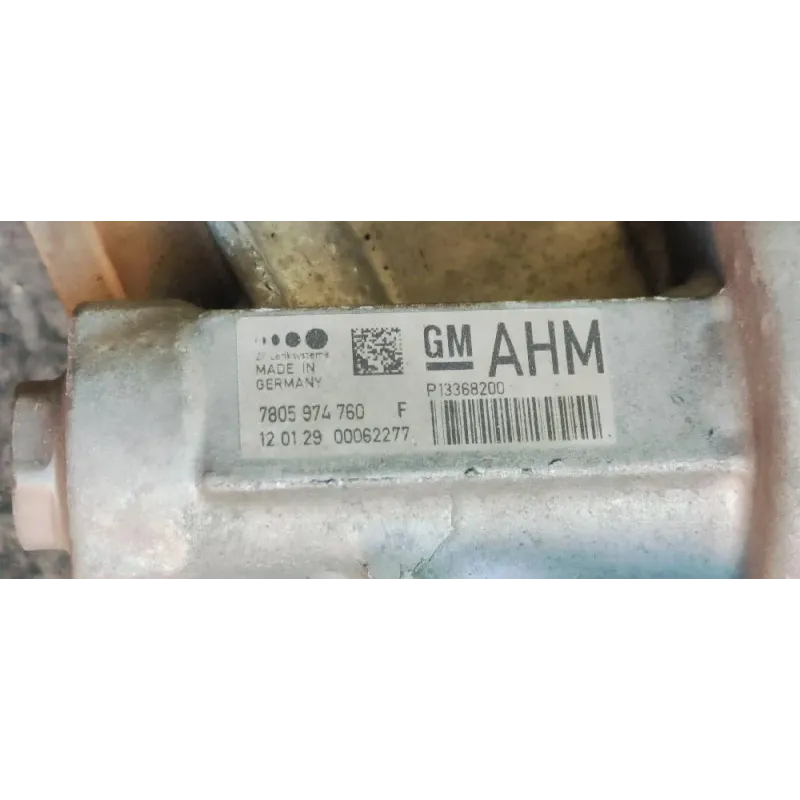 ZF Lenksysteme
MADE IN
GERMANY
7805 974 760 F
12 01 29 00062277
GM AHM
P13368200